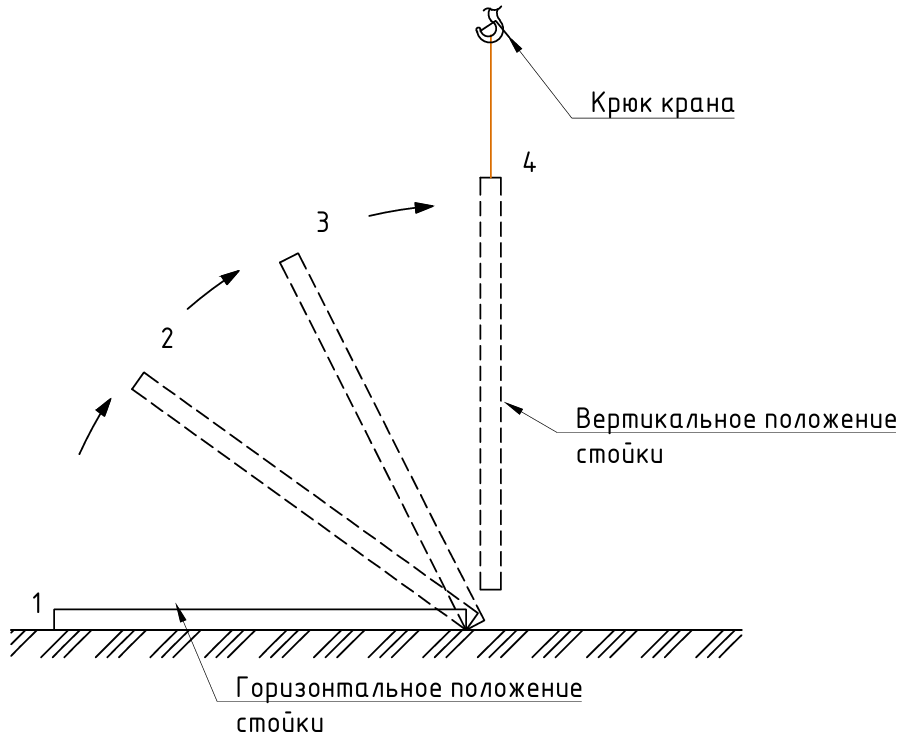 Крюк крана
4
3
2
Вертикальное положение
стойки
1
Горизонтальное положение
стойки